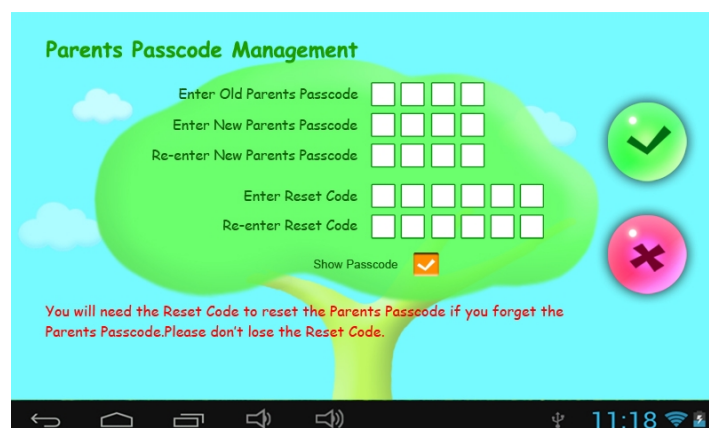 Parents Passcode Management
Enter Old Parents Passcode
Enter New Parents Passcode
Re-enter New Parents Passcode
Enter Reset Code
Re-enter Reset Code
Show Passcode
You will need the Reset Code to reset the Parents Passcode if you forget the
Parents Passcode.Please don't lose the Reset Code.
11:18